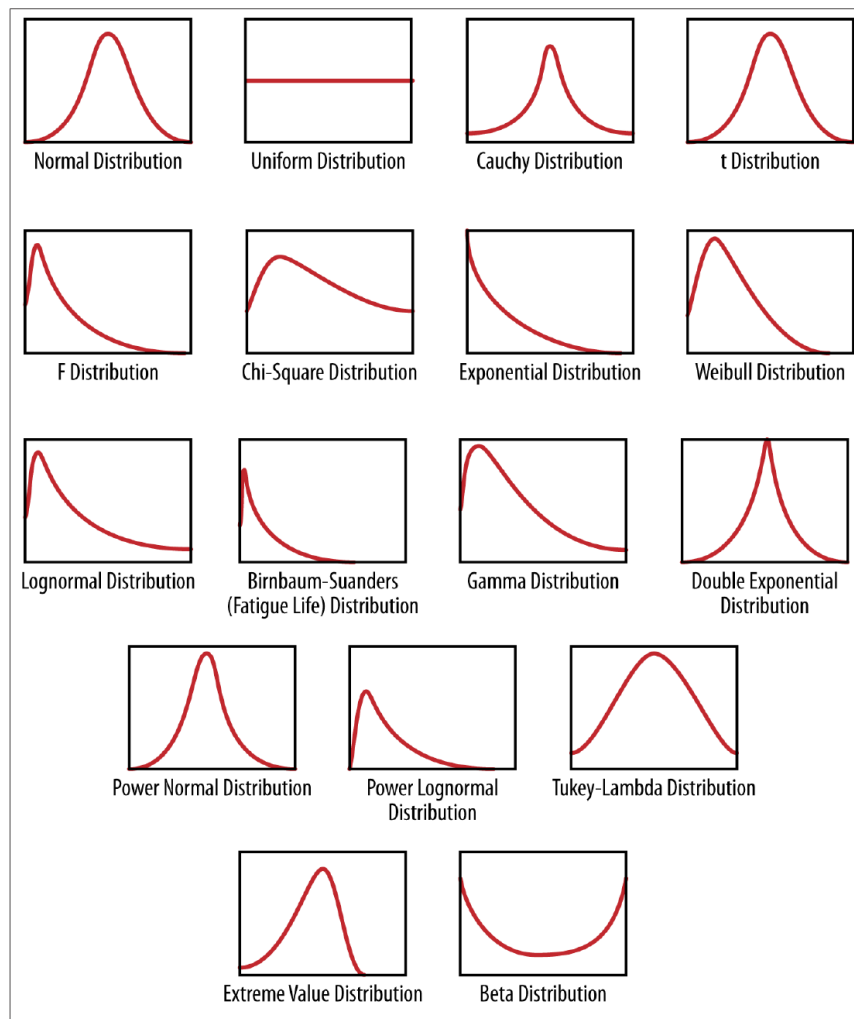 Normal Distribution
Uniform Distribution
Cauchy Distribution
t Distribution
F Distribution
Chi-Square Distribution
Exponential Distribution
Weibull Distribution
Lognormal Distribution
Birnbaum-Suanders
(Fatigue Life) Distribution
Gamma Distribution
Double Exponential
Distribution
Power Normal Distribution
Power Lognormal
Distribution
Tukey-Lambda Distribution
Extreme Value Distribution
Beta Distribution